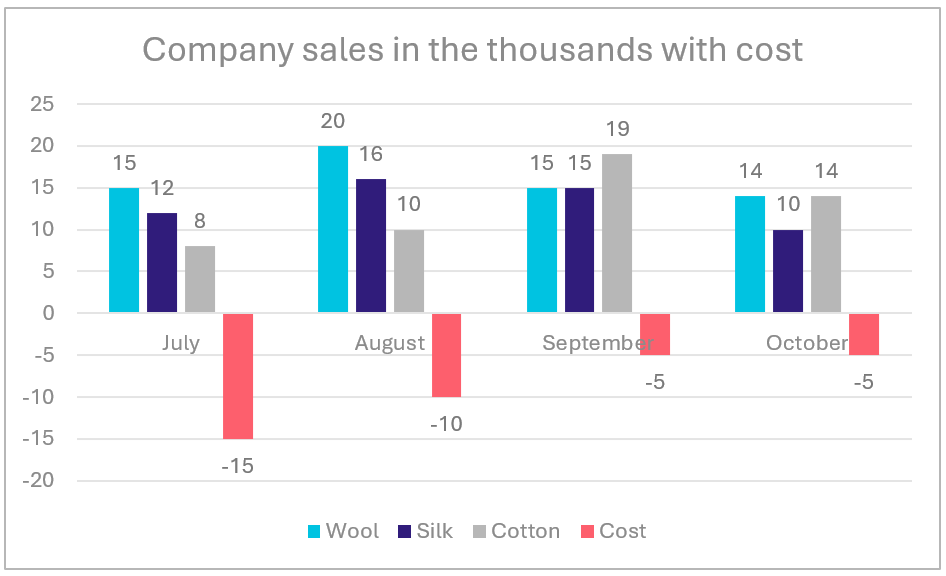 Company sales in the thousands with cost
25
20
15
10
5
0
-5
-10
-15
-20
15 12 8 -15
20 16 10 -10
15 15 19 -5
14 10 14 -5
July August September October
Wool Silk Cotton Cost